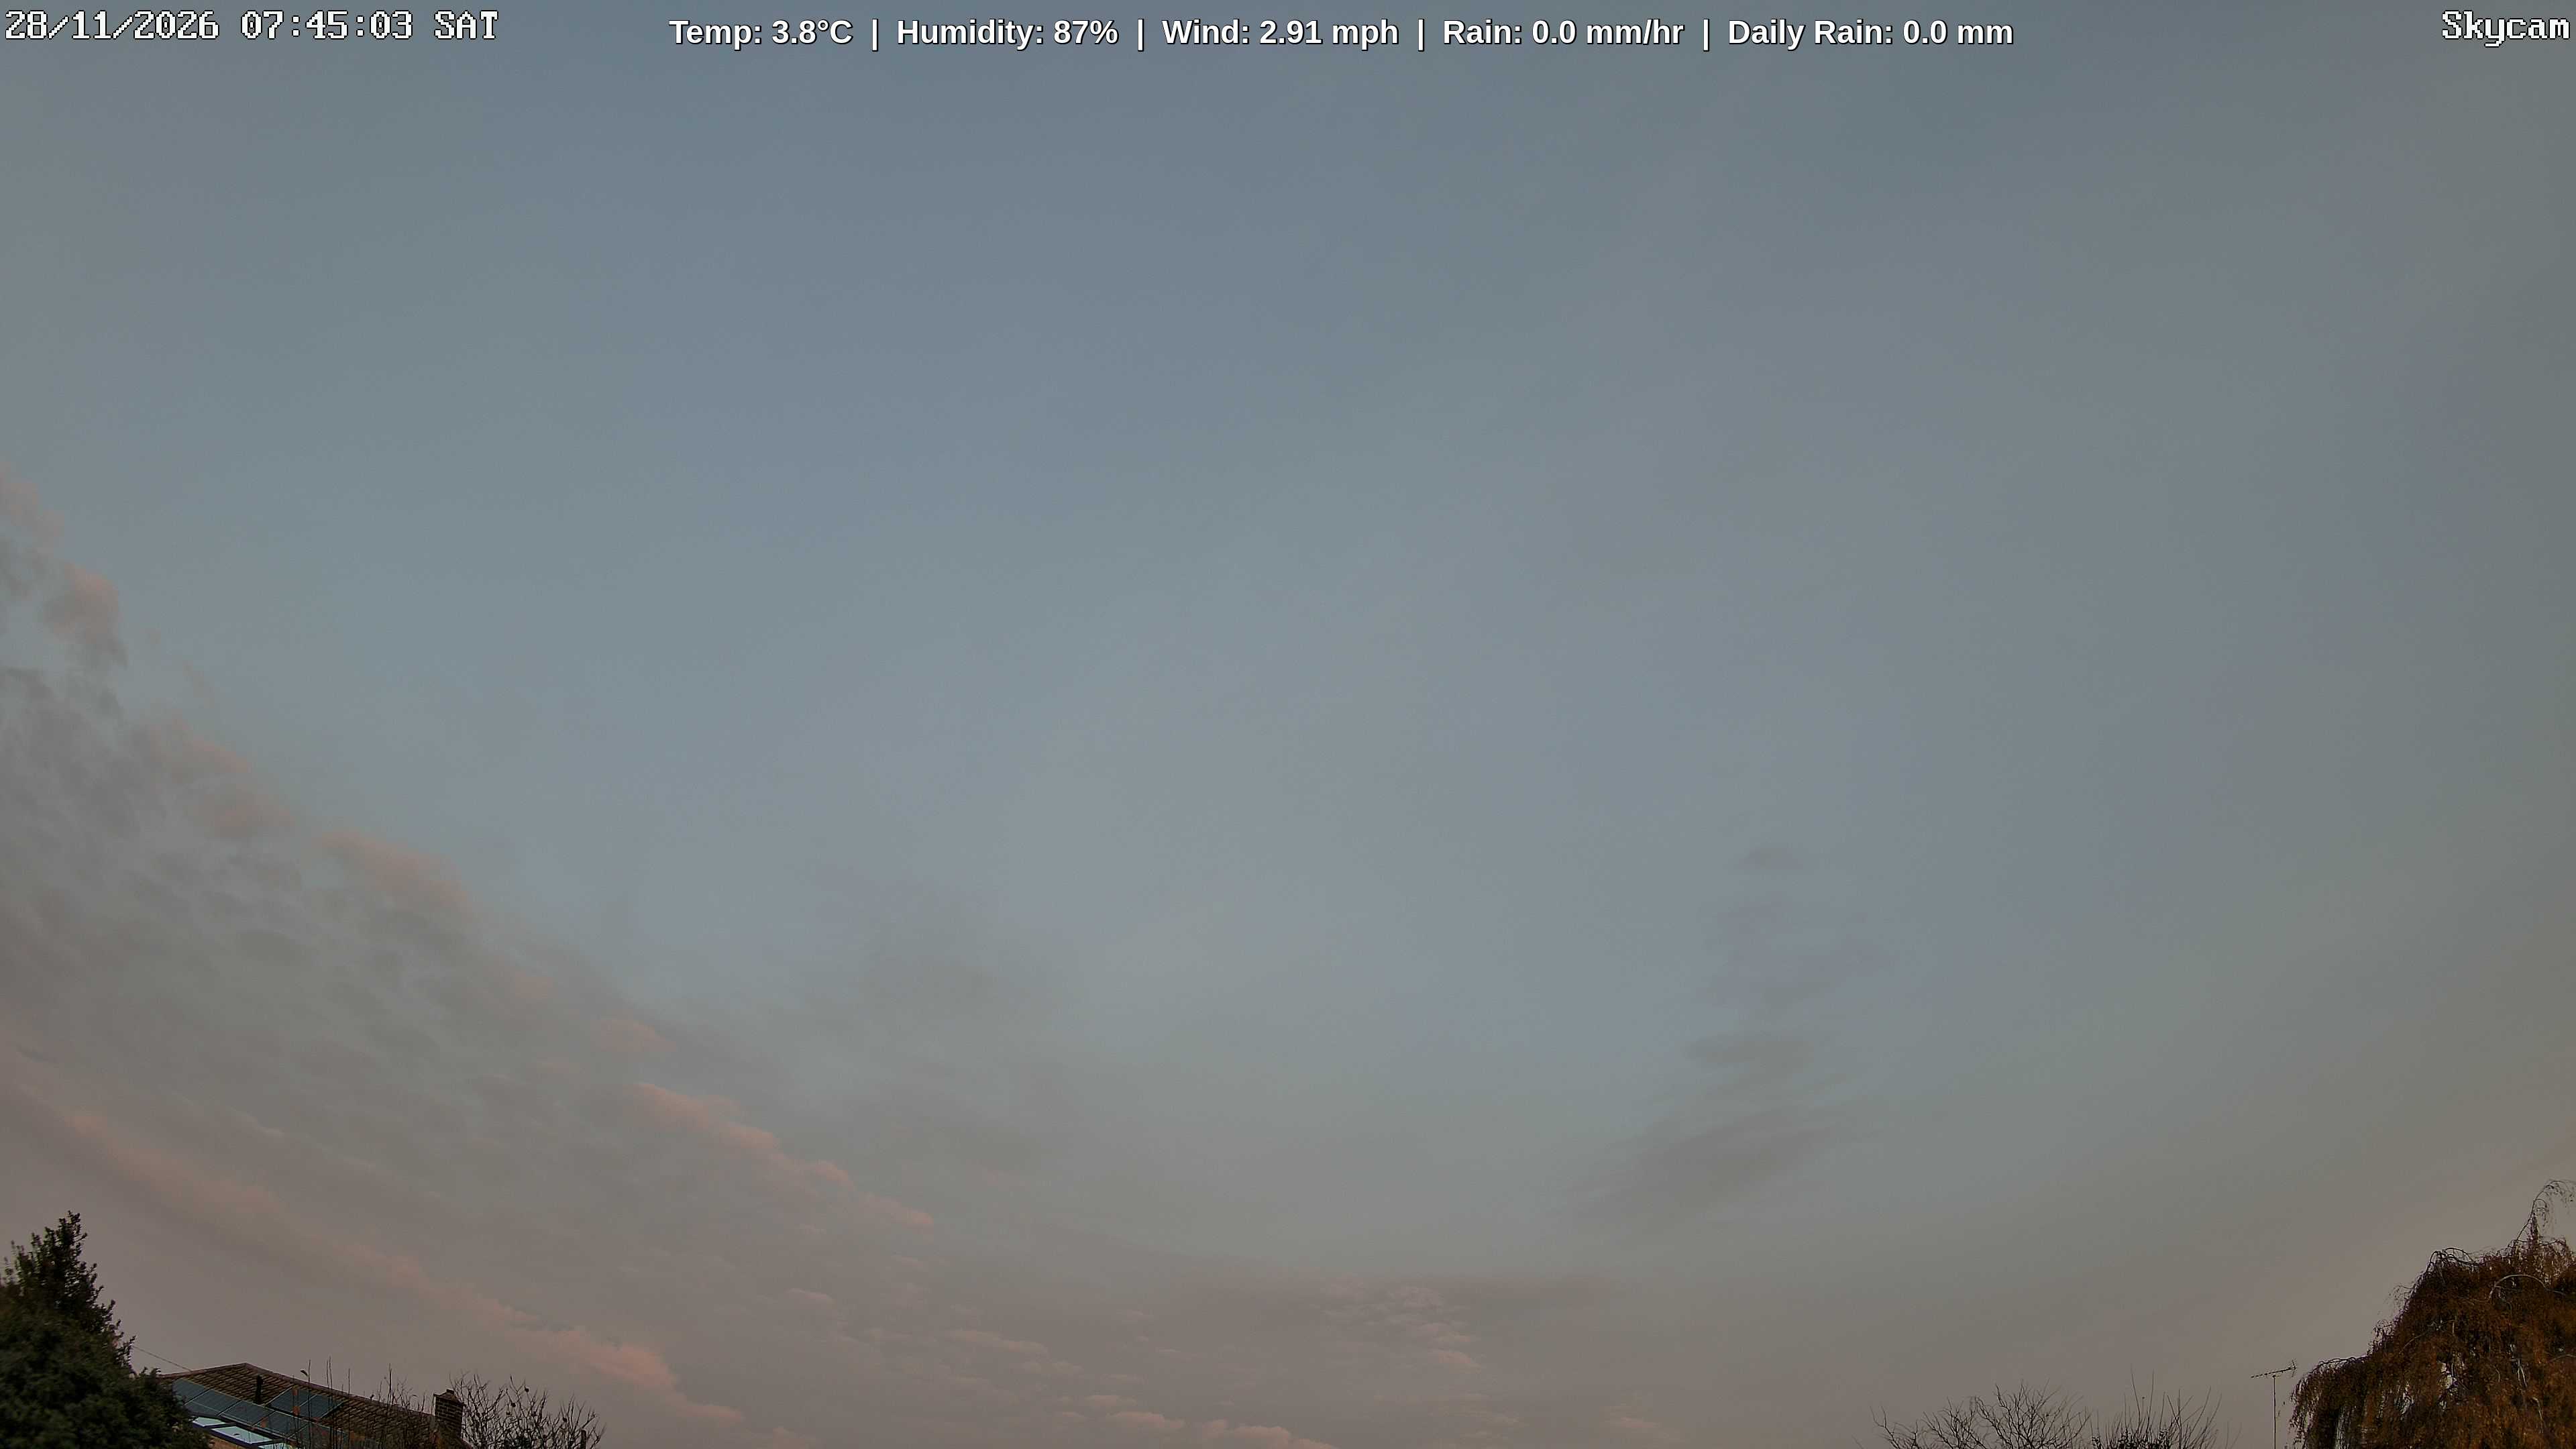 28/11/2026 07:45:03 SAT
Temp: 3.8°C | Humidity: 87% | Wind: 2.91 mph | Rain: 0.0 mm/hr | Daily Rain: 0.0 mm
Skycam